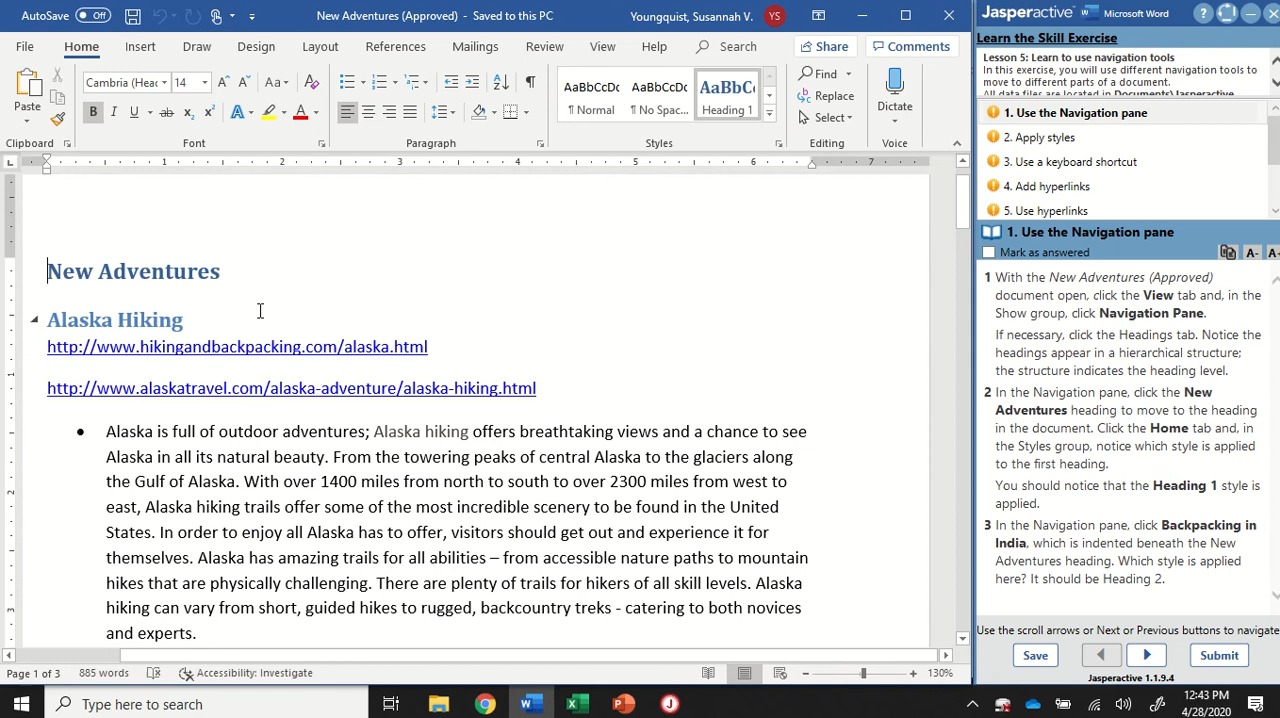 AutoSave Off
New Adventures (Approved) - Saved to this PC
Youngquist, Susannah V. YS
File Home Insert Draw Design Layout References Mailings Review View Help Search Share Comments
Paste
Cambria (Hea 14 Aa
B I U ab x₂ x² A A
AaBbCcDc AaBbCcDc AaBbC
¶ Normal ¶ No Spac... Heading 1
Find
Replace
Select
Dictate
Clipboard Font Paragraph Styles Editing Voice
1 2 3 4 5 7
New Adventures
Alaska Hiking
http://www.hikingandbackpacking.com/alaska.html
http://www.alaskatravel.com/alaska-adventure/alaska-hiking.html
• Alaska is full of outdoor adventures; Alaska hiking offers breathtaking views and a chance to see
Alaska in all its natural beauty. From the towering peaks of central Alaska to the glaciers along
the Gulf of Alaska. With over 1400 miles from north to south to over 2300 miles from west to
east, Alaska hiking trails offer some of the most incredible scenery to be found in the United
States. In order to enjoy all Alaska has to offer, visitors should get out and experience it for
themselves. Alaska has amazing trails for all abilities – from accessible nature paths to mountain
hikes that are physically challenging. There are plenty of trails for hikers of all skill levels. Alaska
hiking can vary from short, guided hikes to rugged, backcountry treks - catering to both novices
and experts.
Page 1 of 3 885 words Accessibility: Investigate 130%
Jasperactive Microsoft Word
Learn the Skill Exercise
Lesson 5: Learn to use navigation tools
In this exercise, you will use different navigation tools to
move to different parts of a document.
All data files are located in Documents\Jasperactive
1. Use the Navigation pane
2. Apply styles
3. Use a keyboard shortcut
4. Add hyperlinks
5. Use hyperlinks
1. Use the Navigation pane
Mark as answered A- A+
1 With the New Adventures (Approved)
document open, click the View tab and, in the
Show group, click Navigation Pane.
If necessary, click the Headings tab. Notice the
headings appear in a hierarchical structure;
the structure indicates the heading level.
2 In the Navigation pane, click the New
Adventures heading to move to the heading
in the document. Click the Home tab and, in
the Styles group, notice which style is applied
to the first heading.
You should notice that the Heading 1 style is
applied.
3 In the Navigation pane, click Backpacking in
India, which is indented beneath the New
Adventures heading. Which style is applied
here? It should be Heading 2.
Use the scroll arrows or Next or Previous buttons to navigate
Save Submit
Jasperactive 1.1.9.4
Type here to search
12:43 PM
4/28/2020